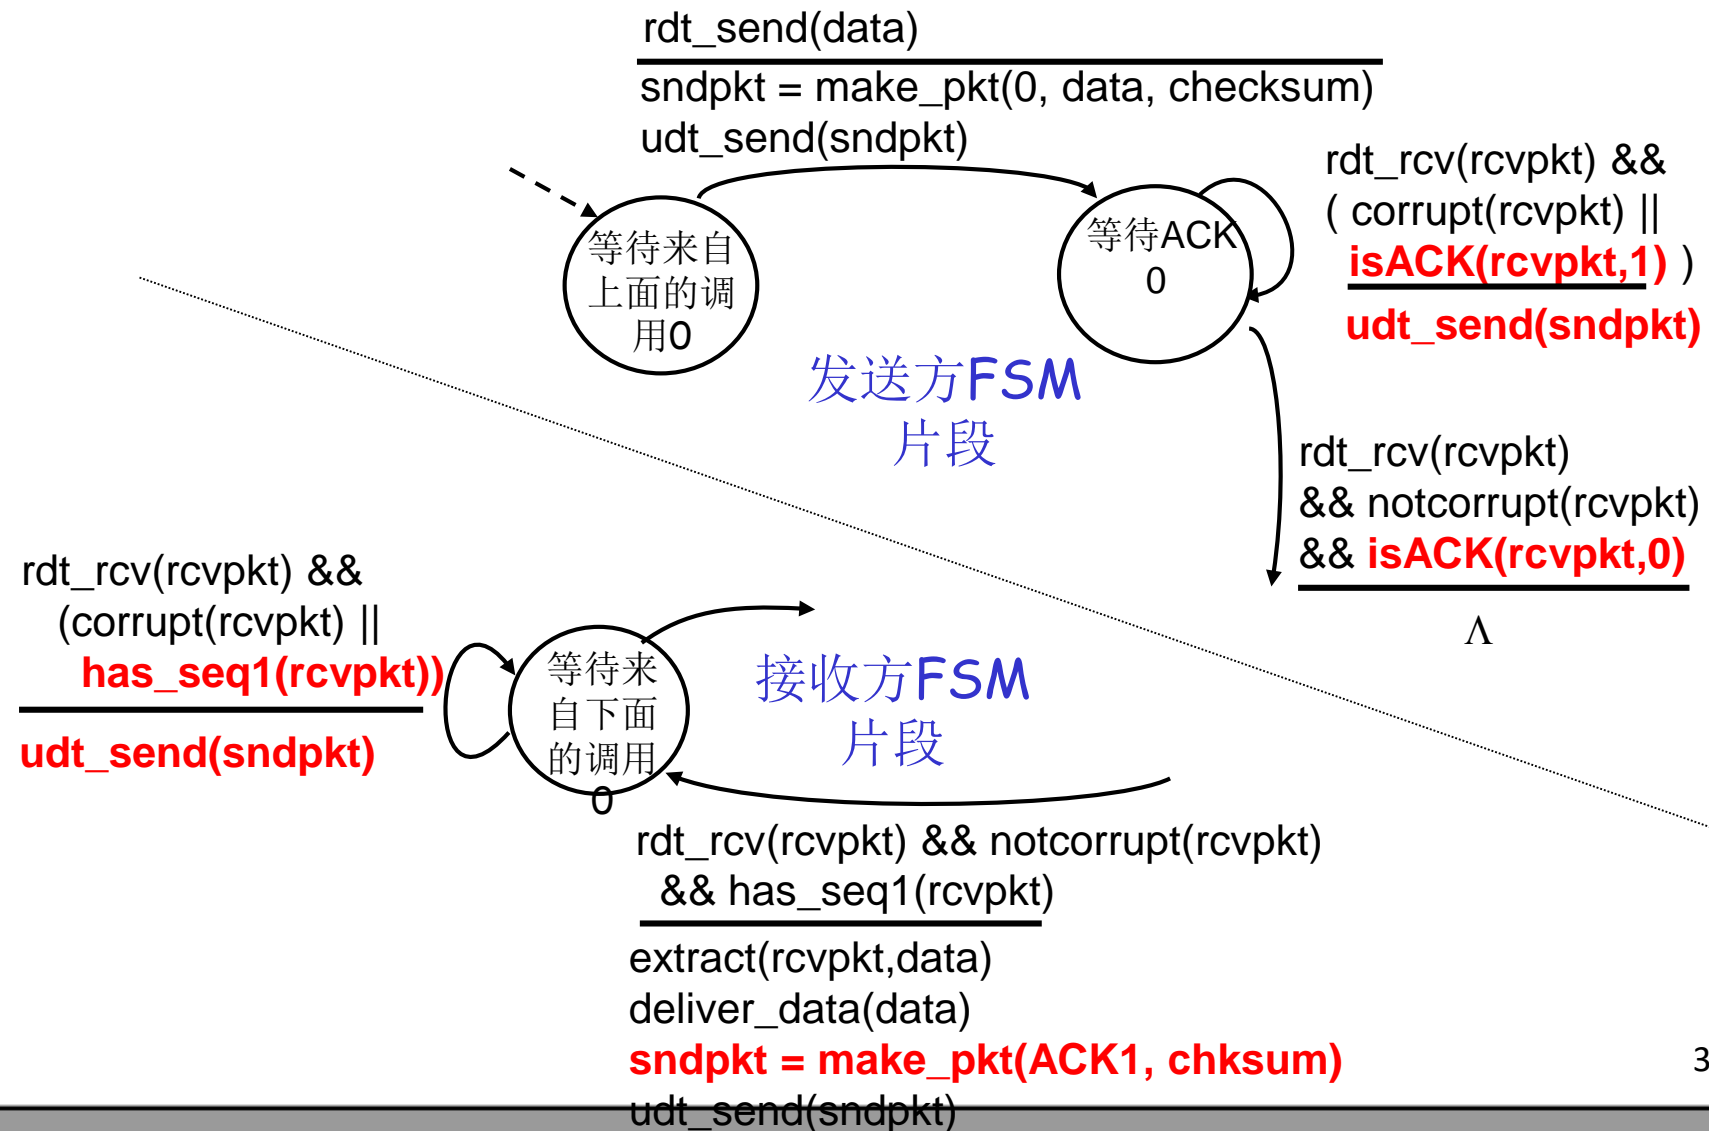 rdt_send(data)
sndpkt = make_pkt(0, data, checksum)
udt_send(sndpkt)
rdt_rcv(rcvpkt) &&
( corrupt(rcvpkt) ||
isACK(rcvpkt,1) )
udt_send(sndpkt)
等待来自
上面的调
用0
等待ACK
0
发送方FSM
片段
rdt_rcv(rcvpkt)
&& notcorrupt(rcvpkt)
&& isACK(rcvpkt,0)
Λ
rdt_rcv(rcvpkt) &&
(corrupt(rcvpkt) ||
has_seq1(rcvpkt))
udt_send(sndpkt)
等待来
自下面
的调用
0
接收方FSM
片段
rdt_rcv(rcvpkt) && notcorrupt(rcvpkt)
&& has_seq1(rcvpkt)
extract(rcvpkt,data)
deliver_data(data)
sndpkt = make_pkt(ACK1, chksum)
udt_send(sndpkt)
3